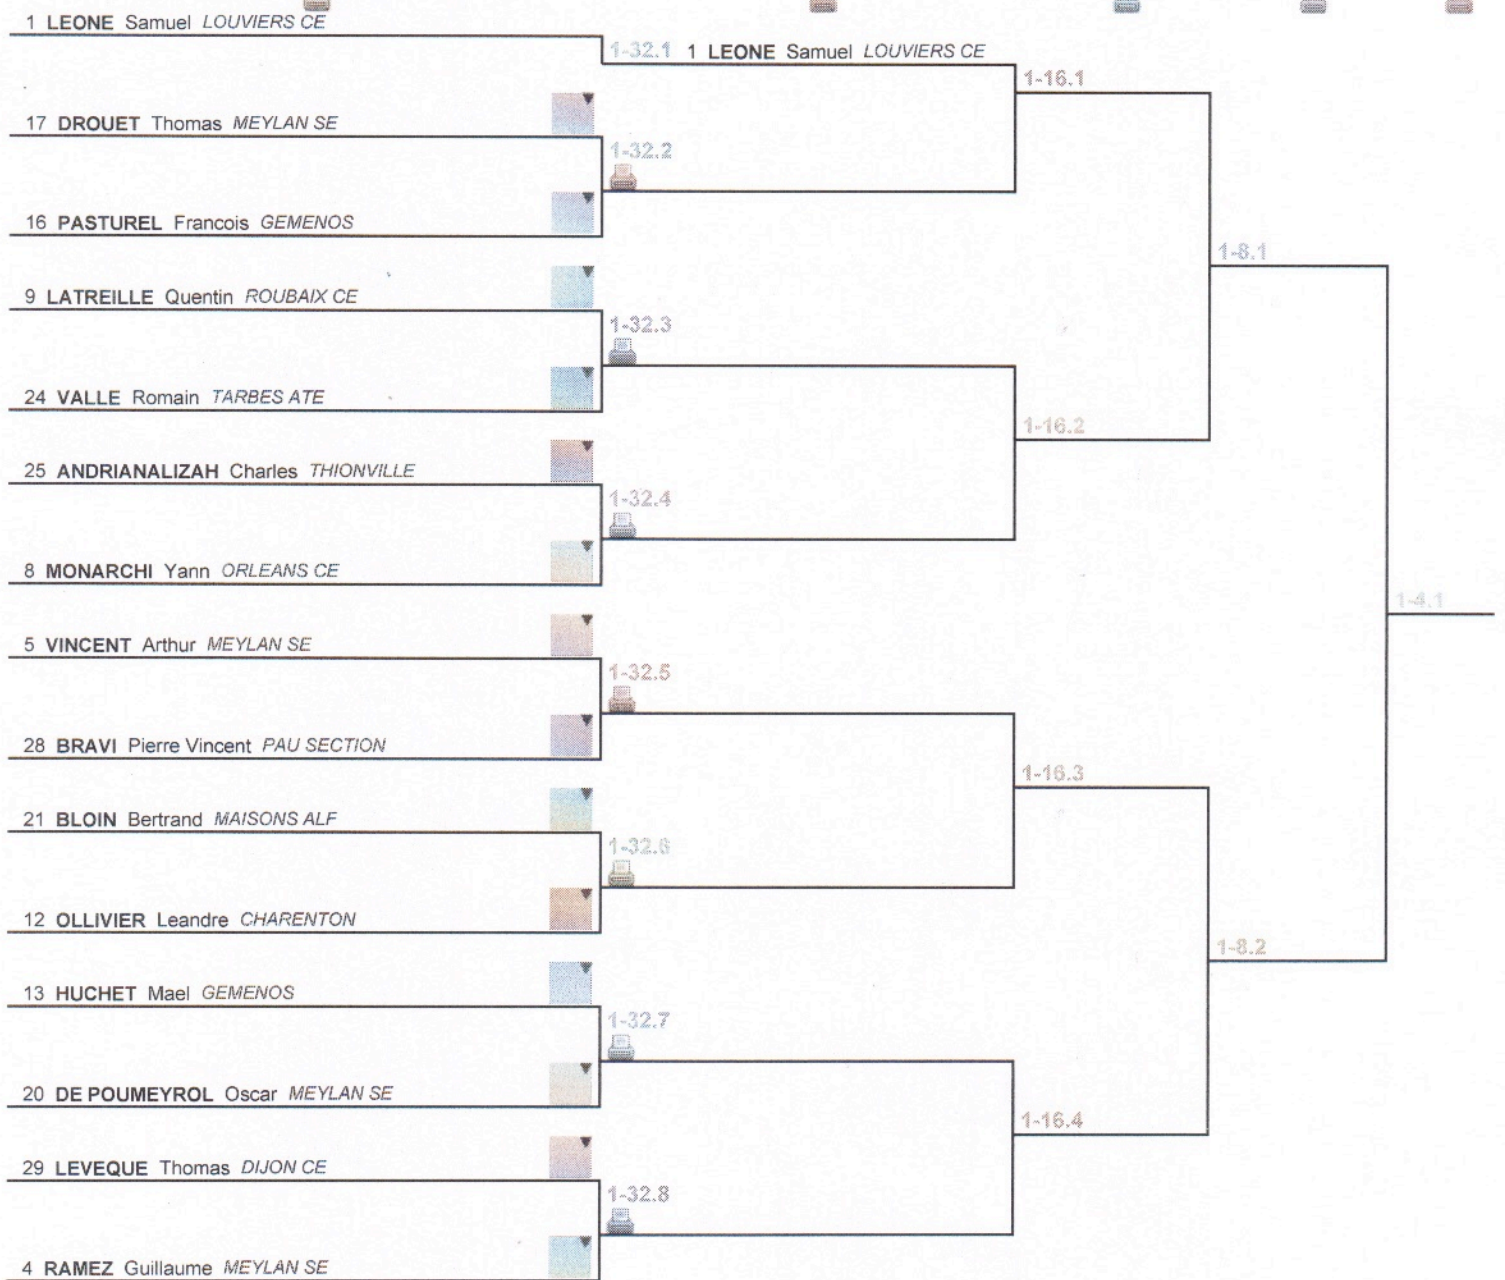 1 LEONE Samuel LOUVIERS CE
1-32.1 1 LEONE Samuel LOUVIERS CE
1-16.1
17 DROUET Thomas MEYLAN SE
1-32.2
16 PASTUREL Francois GEMENOS
1-8.1
9 LATREILLE Quentin ROUBAIX CE
1-32.3
24 VALLE Romain TARBES ATE
1-16.2
25 ANDRIANALIZAH Charles THIONVILLE
1-32.4
8 MONARCHI Yann ORLEANS CE
1-4.1
5 VINCENT Arthur MEYLAN SE
1-32.5
28 BRAVI Pierre Vincent PAU SECTION
1-16.3
21 BLOIN Bertrand MAISONS ALF
1-32.6
12 OLLIVIER Leandre CHARENTON
1-8.2
13 HUCHET Mael GEMENOS
1-32.7
20 DE POUMEYROL Oscar MEYLAN SE
1-16.4
29 LEVEQUE Thomas DIJON CE
1-32.8
4 RAMEZ Guillaume MEYLAN SE